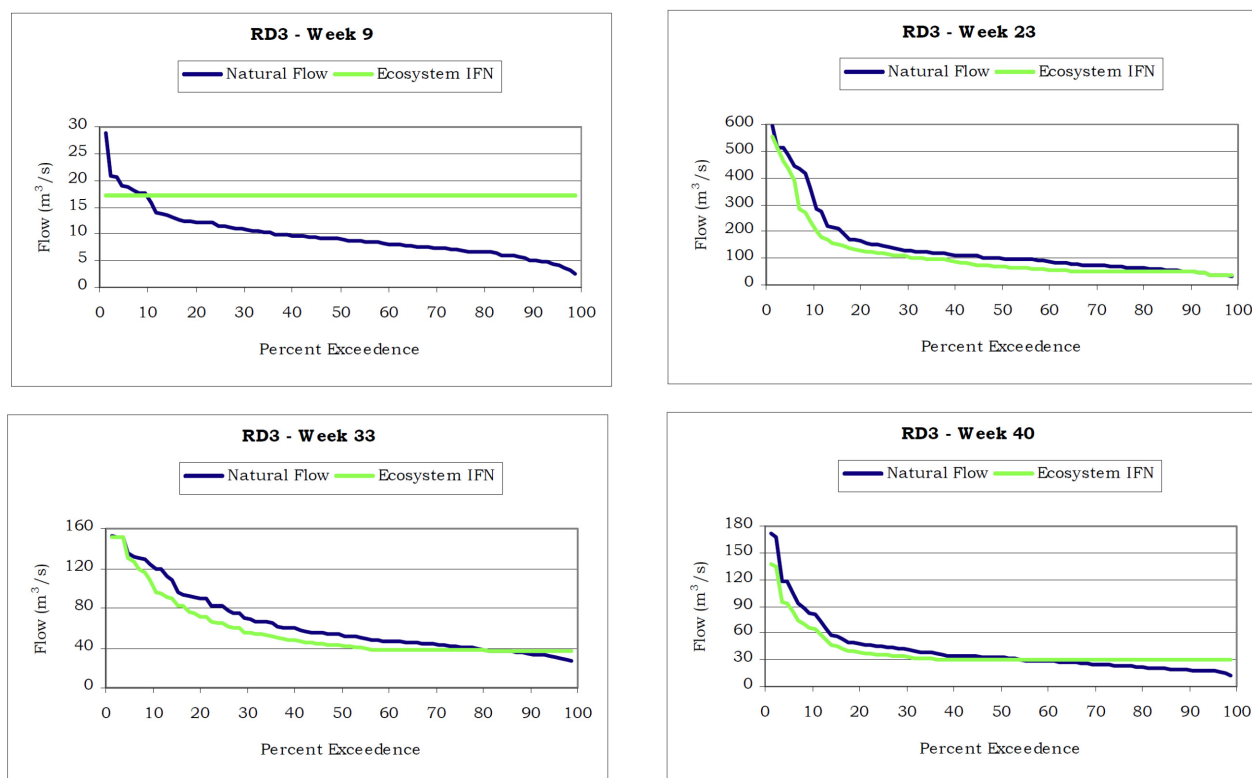 RD3 - Week 9
Natural Flow Ecosystem IFN
30
25
20
15
10
5
0
Flow (m³/s)
0 10 20 30 40 50 60 70 80 90 100
Percent Exceedence
RD3 - Week 23
Natural Flow Ecosystem IFN
600
500
400
300
200
100
0
Flow (m³/s)
0 10 20 30 40 50 60 70 80 90 100
Percent Exceedence
RD3 - Week 33
Natural Flow Ecosystem IFN
160
120
80
40
0
Flow (m³/s)
0 10 20 30 40 50 60 70 80 90 100
Percent Exceedence
RD3 - Week 40
Natural Flow Ecosystem IFN
180
150
120
90
60
30
0
Flow (m³/s)
0 10 20 30 40 50 60 70 80 90 100
Percent Exceedence